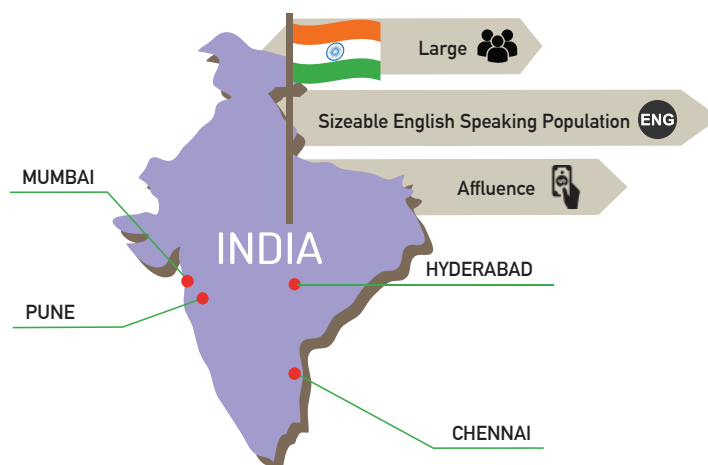 Large
Sizeable English Speaking Population ENG
Affluence
MUMBAI
INDIA
HYDERABAD
PUNE
CHENNAI